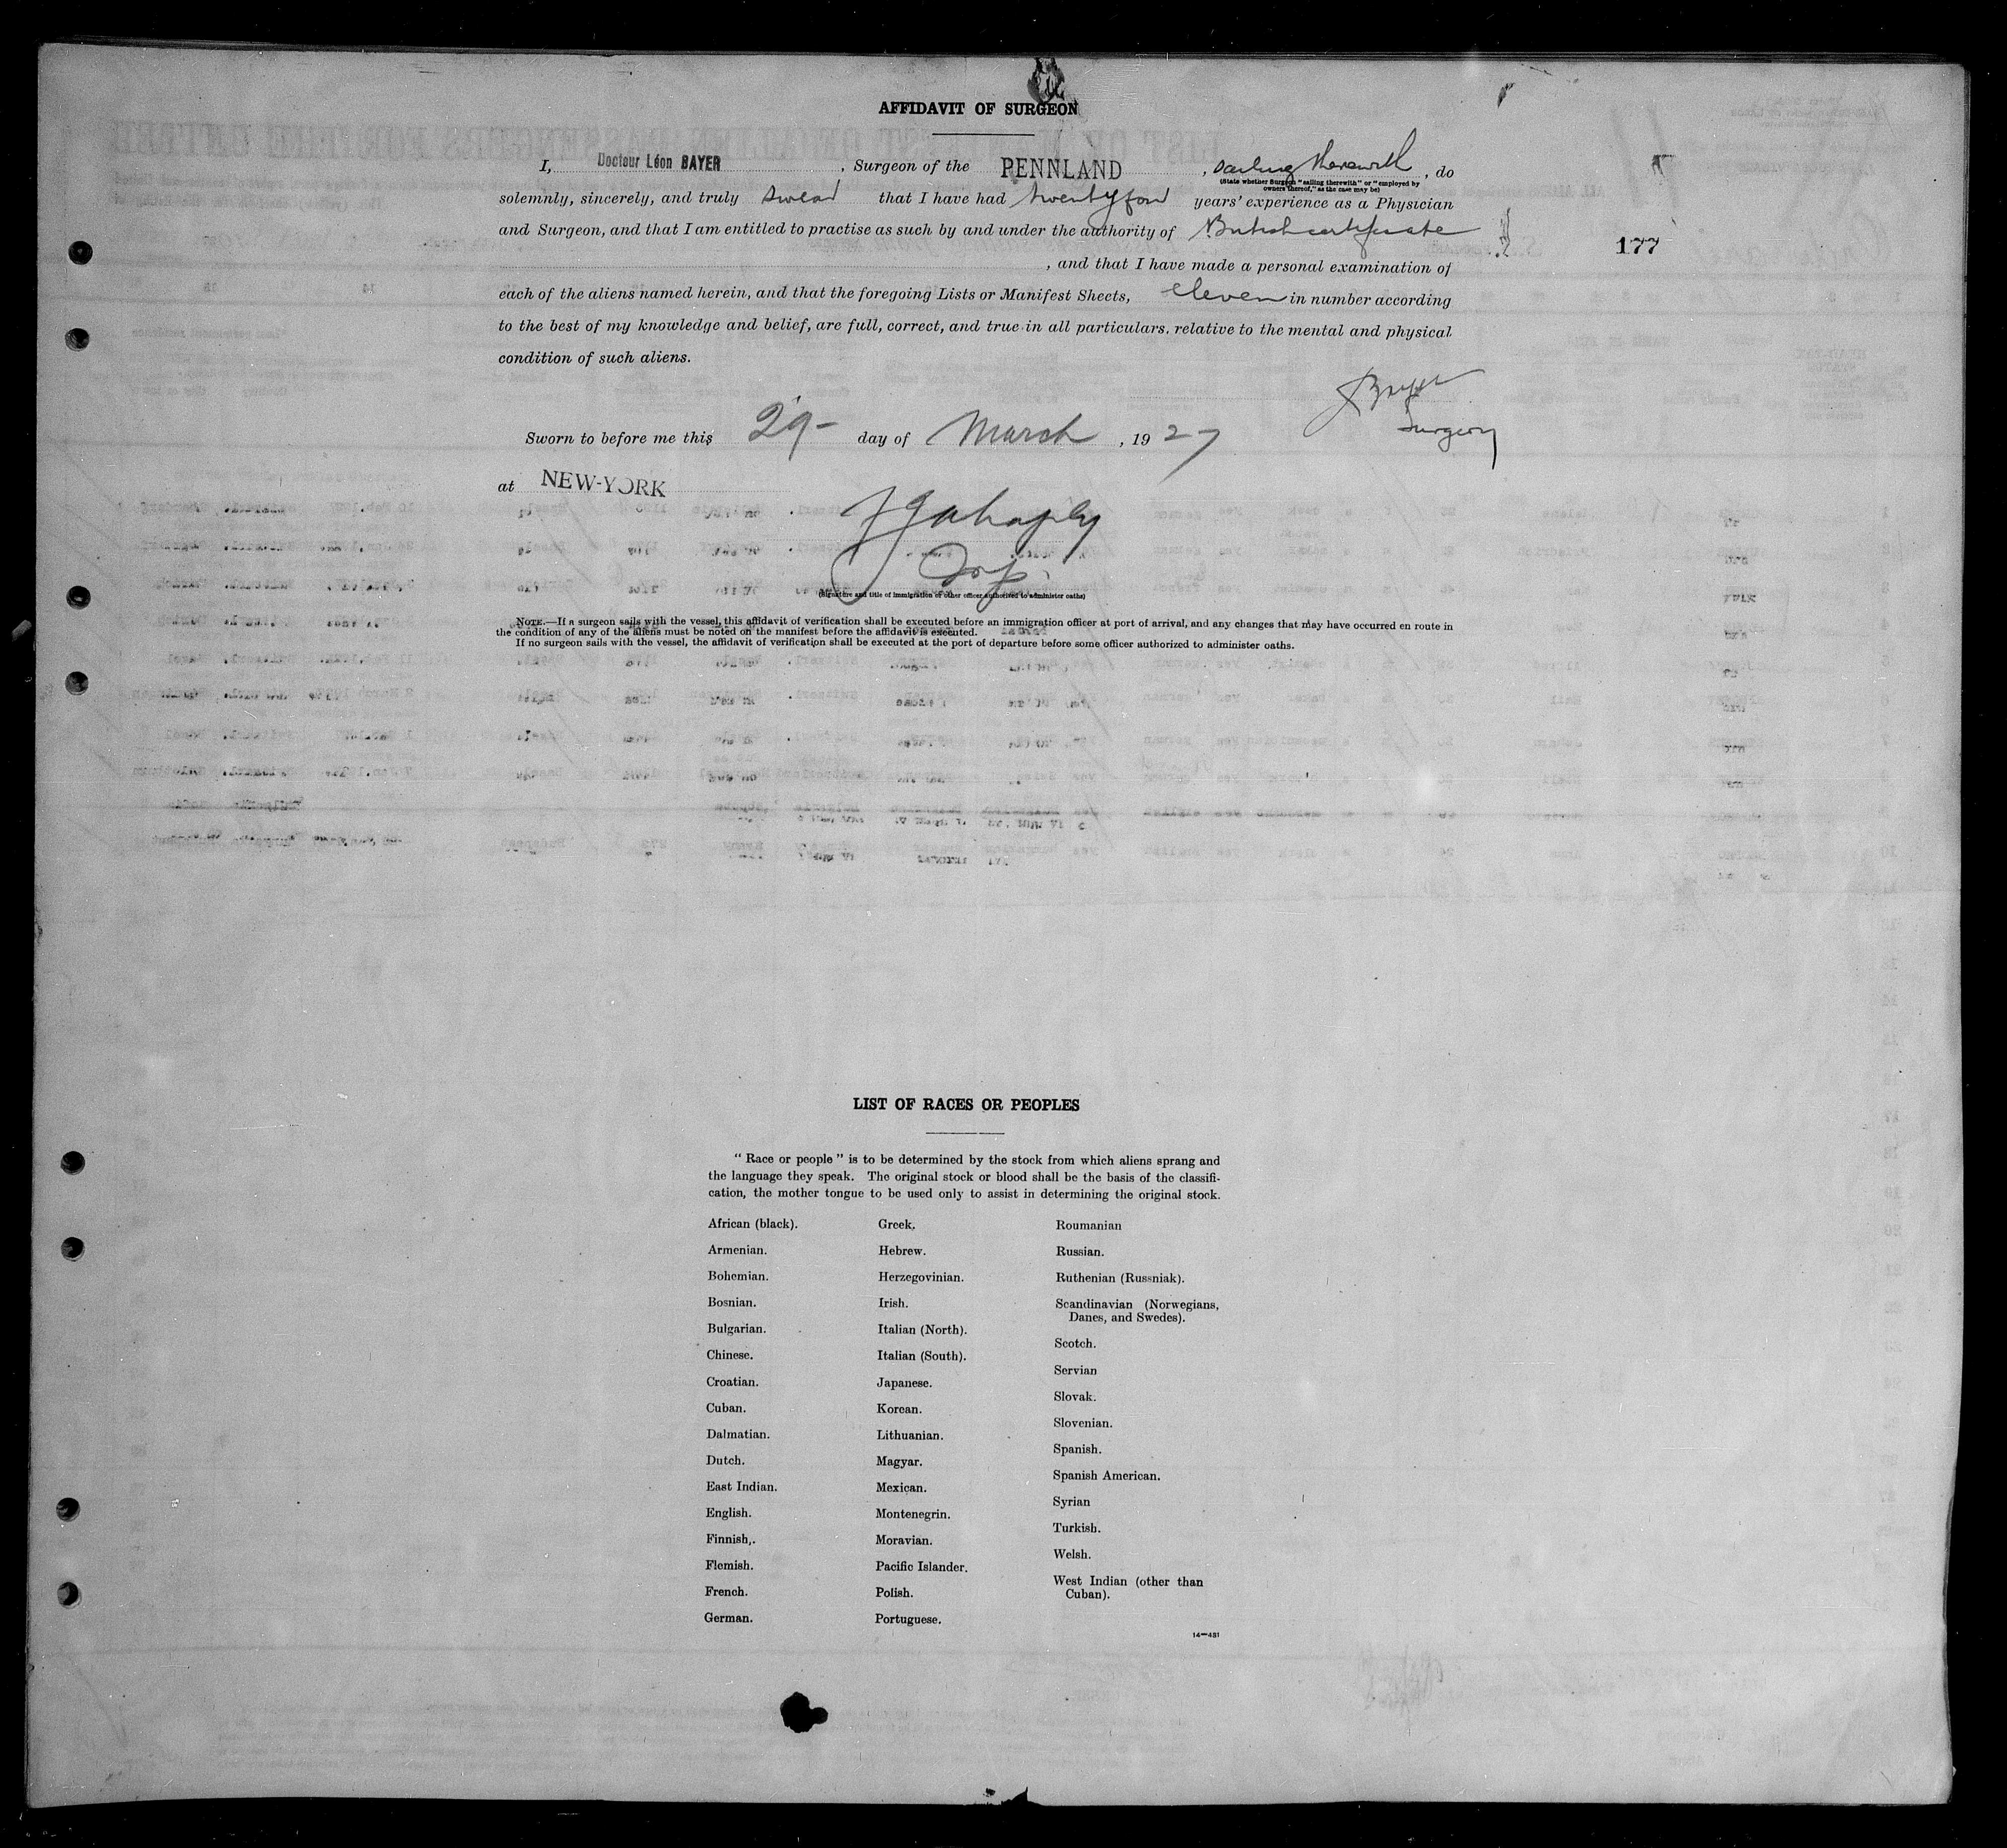 AFFIDAVIT OF SURGEON
I, Docteur Léon BAYER, Surgeon of the PENNLAND, sailing therewith, do
(State whether Surgeon "sailing therewith" or "employed by
owners thereof," as the case may be)
solemnly, sincerely, and truly swear that I have had twentyfour years' experience as a Physician
and Surgeon, and that I am entitled to practise as such by and under the authority of British certificate
177
, and that I have made a personal examination of
each of the aliens named herein, and that the foregoing Lists or Manifest Sheets, eleven in number according
to the best of my knowledge and belief, are full, correct, and true in all particulars, relative to the mental and physical
condition of such aliens.
Bayer
Surgeon
Sworn to before me this 29- day of March, 1927
at NEW-YORK
Insp.
(Signature and title of immigration or other officer authorized to administer oaths)
NOTE.—If a surgeon sails with the vessel, this affidavit of verification shall be executed before an immigration officer at port of arrival, and any changes that may have occurred en route in
the condition of any of the aliens must be noted on the manifest before the affidavit is executed.
If no surgeon sails with the vessel, the affidavit of verification shall be executed at the port of departure before some officer authorized to administer oaths.
LIST OF RACES OR PEOPLES
"Race or people" is to be determined by the stock from which aliens sprang and
the language they speak. The original stock or blood shall be the basis of the classifi-
cation, the mother tongue to be used only to assist in determining the original stock.
African (black).
Armenian.
Bohemian.
Bosnian.
Bulgarian.
Chinese.
Croatian.
Cuban.
Dalmatian.
Dutch.
East Indian.
English.
Finnish,.
Flemish.
French.
German.
Greek.
Hebrew.
Herzegovinian.
Irish.
Italian (North).
Italian (South).
Japanese.
Korean.
Lithuanian.
Magyar.
Mexican.
Montenegrin.
Moravian.
Pacific Islander.
Polish.
Portuguese.
Roumanian
Russian.
Ruthenian (Russniak).
Scandinavian (Norwegians,
Danes, and Swedes).
Scotch.
Servian
Slovak.
Slovenian.
Spanish.
Spanish American.
Syrian
Turkish.
Welsh.
West Indian (other than
Cuban).
14—431